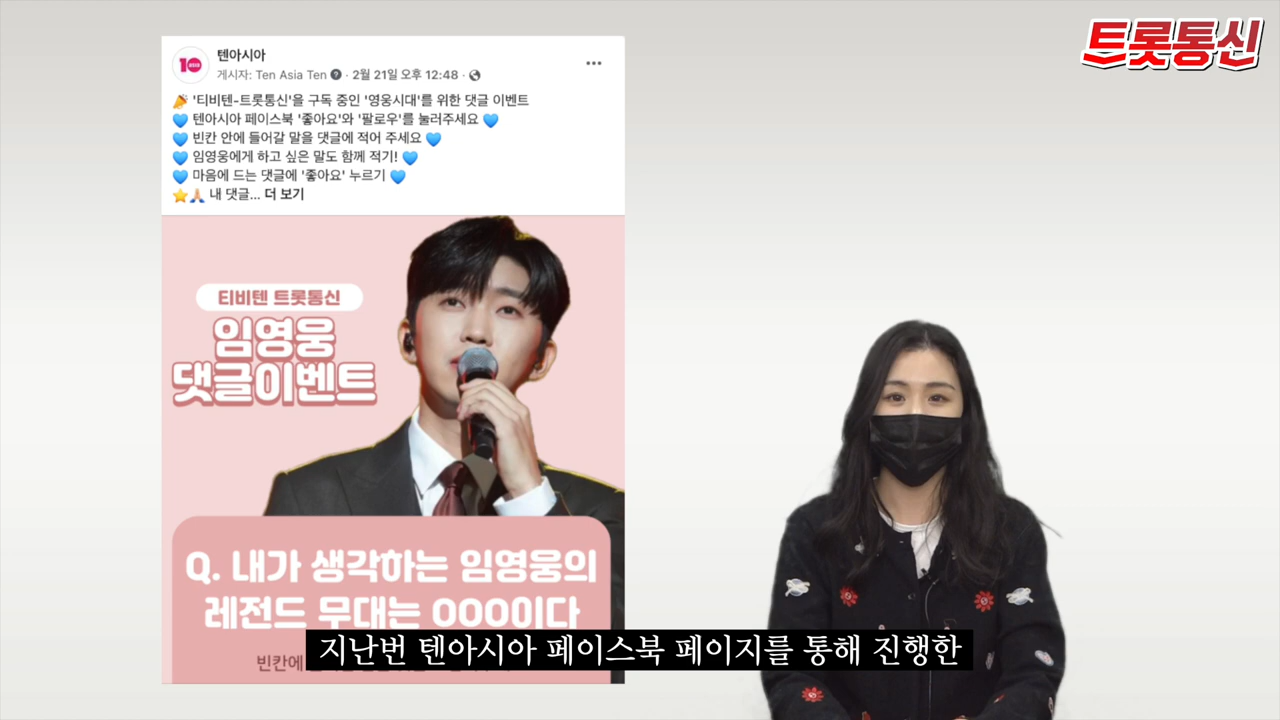 트롯통신
10 ASIA
텐아시아
게시자: Ten Asia Ten · 2월 21일 오후 12:48 ·
'티비텐-트롯통신'을 구독 중인 '영웅시대'를 위한 댓글 이벤트
텐아시아 페이스북 '좋아요'와 '팔로우'를 눌러주세요
빈칸 안에 들어갈 말을 댓글에 적어 주세요
임영웅에게 하고 싶은 말도 함께 적기!
마음에 드는 댓글에 '좋아요' 누르기
내 댓글... 더 보기
티비텐 트롯통신
임영웅
댓글이벤트
Q. 내가 생각하는 임영웅의
레전드 무대는 OOO이다
빈칸에
지난번 텐아시아 페이스북 페이지를 통해 진행한